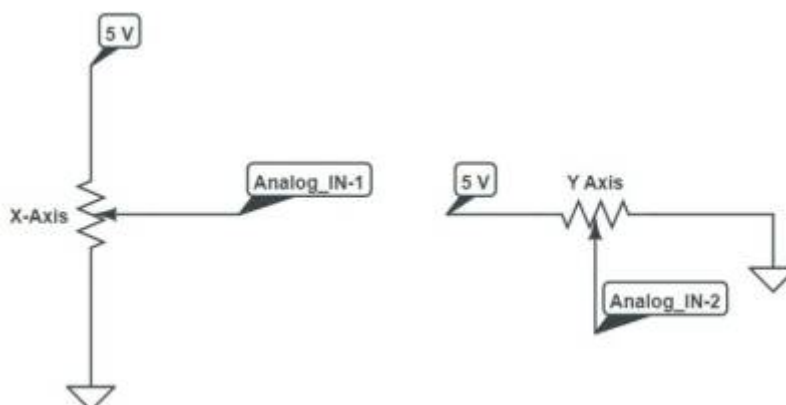 5 V
X-Axis
Analog_IN-1
5 V
Y Axis
Analog_IN-2